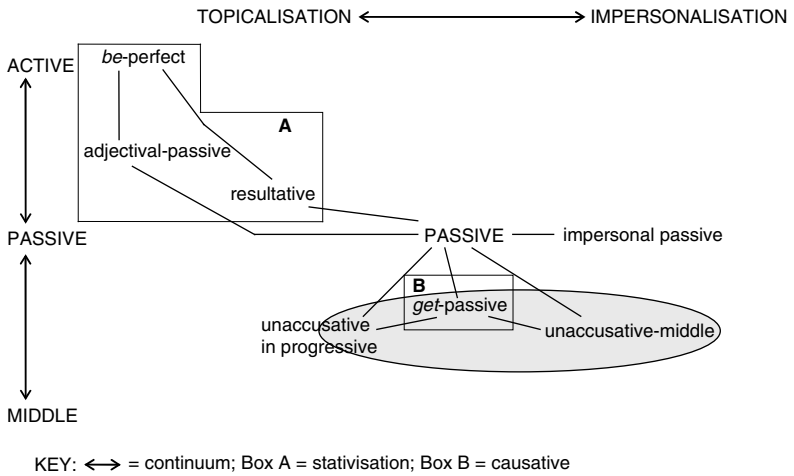 TOPICALISATION IMPERSONALISATION
ACTIVE
be-perfect
A
adjectival-passive
resultative
PASSIVE
PASSIVE
impersonal passive
B
get-passive
unaccusative
in progressive
unaccusative-middle
MIDDLE
KEY: ↔ = continuum; Box A = stativisation; Box B = causative